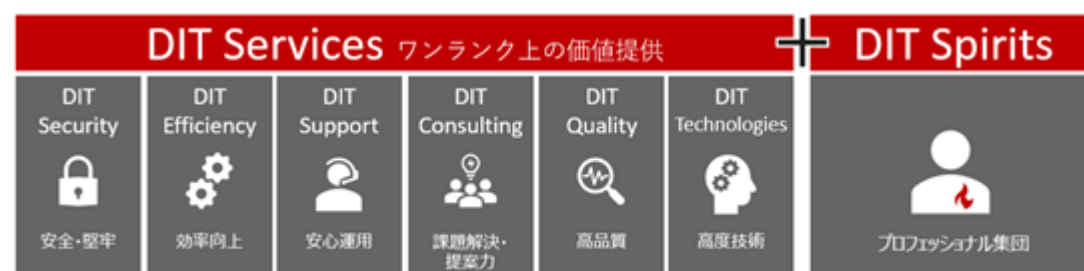 DIT Services ワンランク上の価値提供
+
DIT Spirits
DIT
Security
安全・堅牢
DIT
Efficiency
効率向上
DIT
Support
安心運用
DIT
Consulting
課題解決・
提案力
DIT
Quality
高品質
DIT
Technologies
高度技術
プロフェッショナル集団